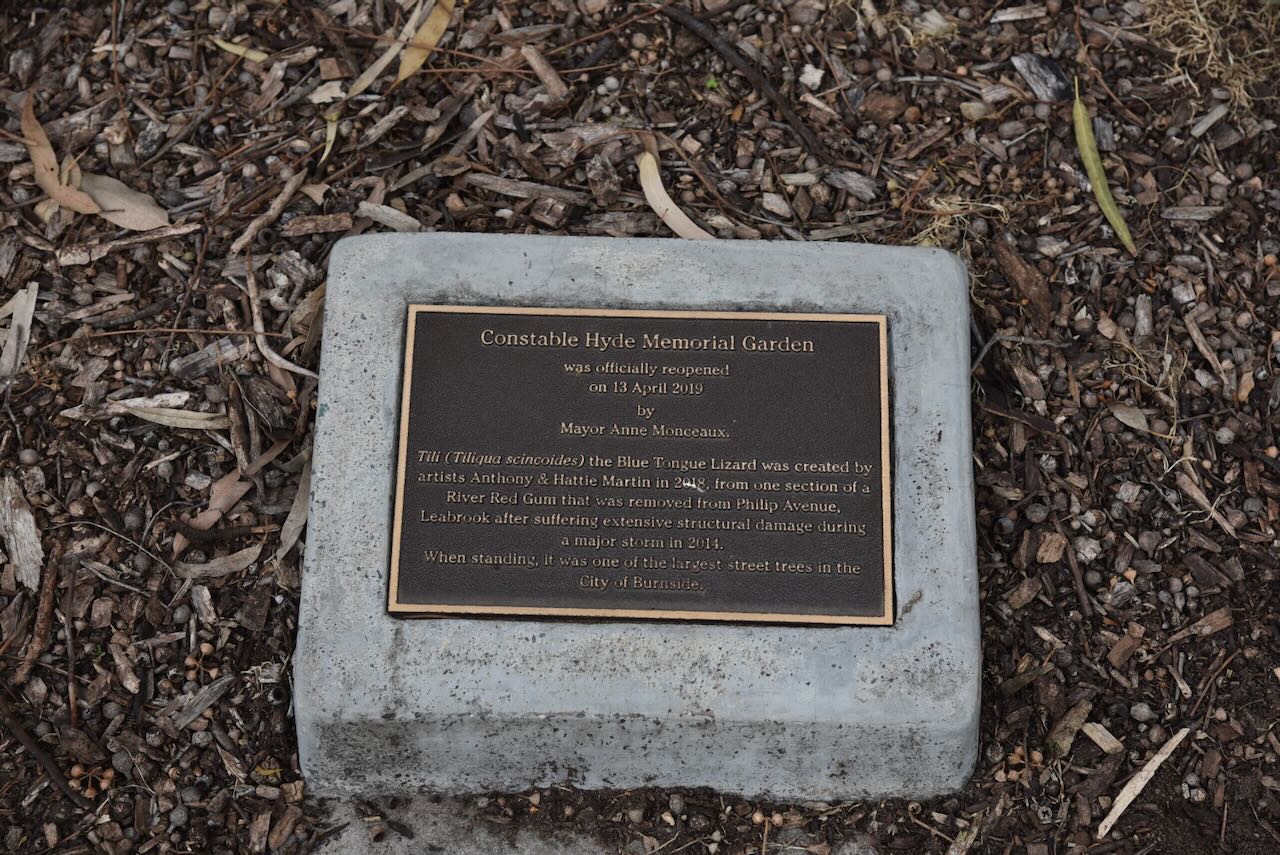 Constable Hyde Memorial Garden
was officially reopened
on 13 April 2019
by
Mayor Anne Monceaux.
Tili (Tiliqua scincoides) the Blue Tongue Lizard was created by
artists Anthony & Hattie Martin in 2018, from one section of a
River Red Gum that was removed from Philip Avenue,
Leabrook after suffering extensive structural damage during
a major storm in 2014.
When standing, it was one of the largest street trees in the
City of Burnside.